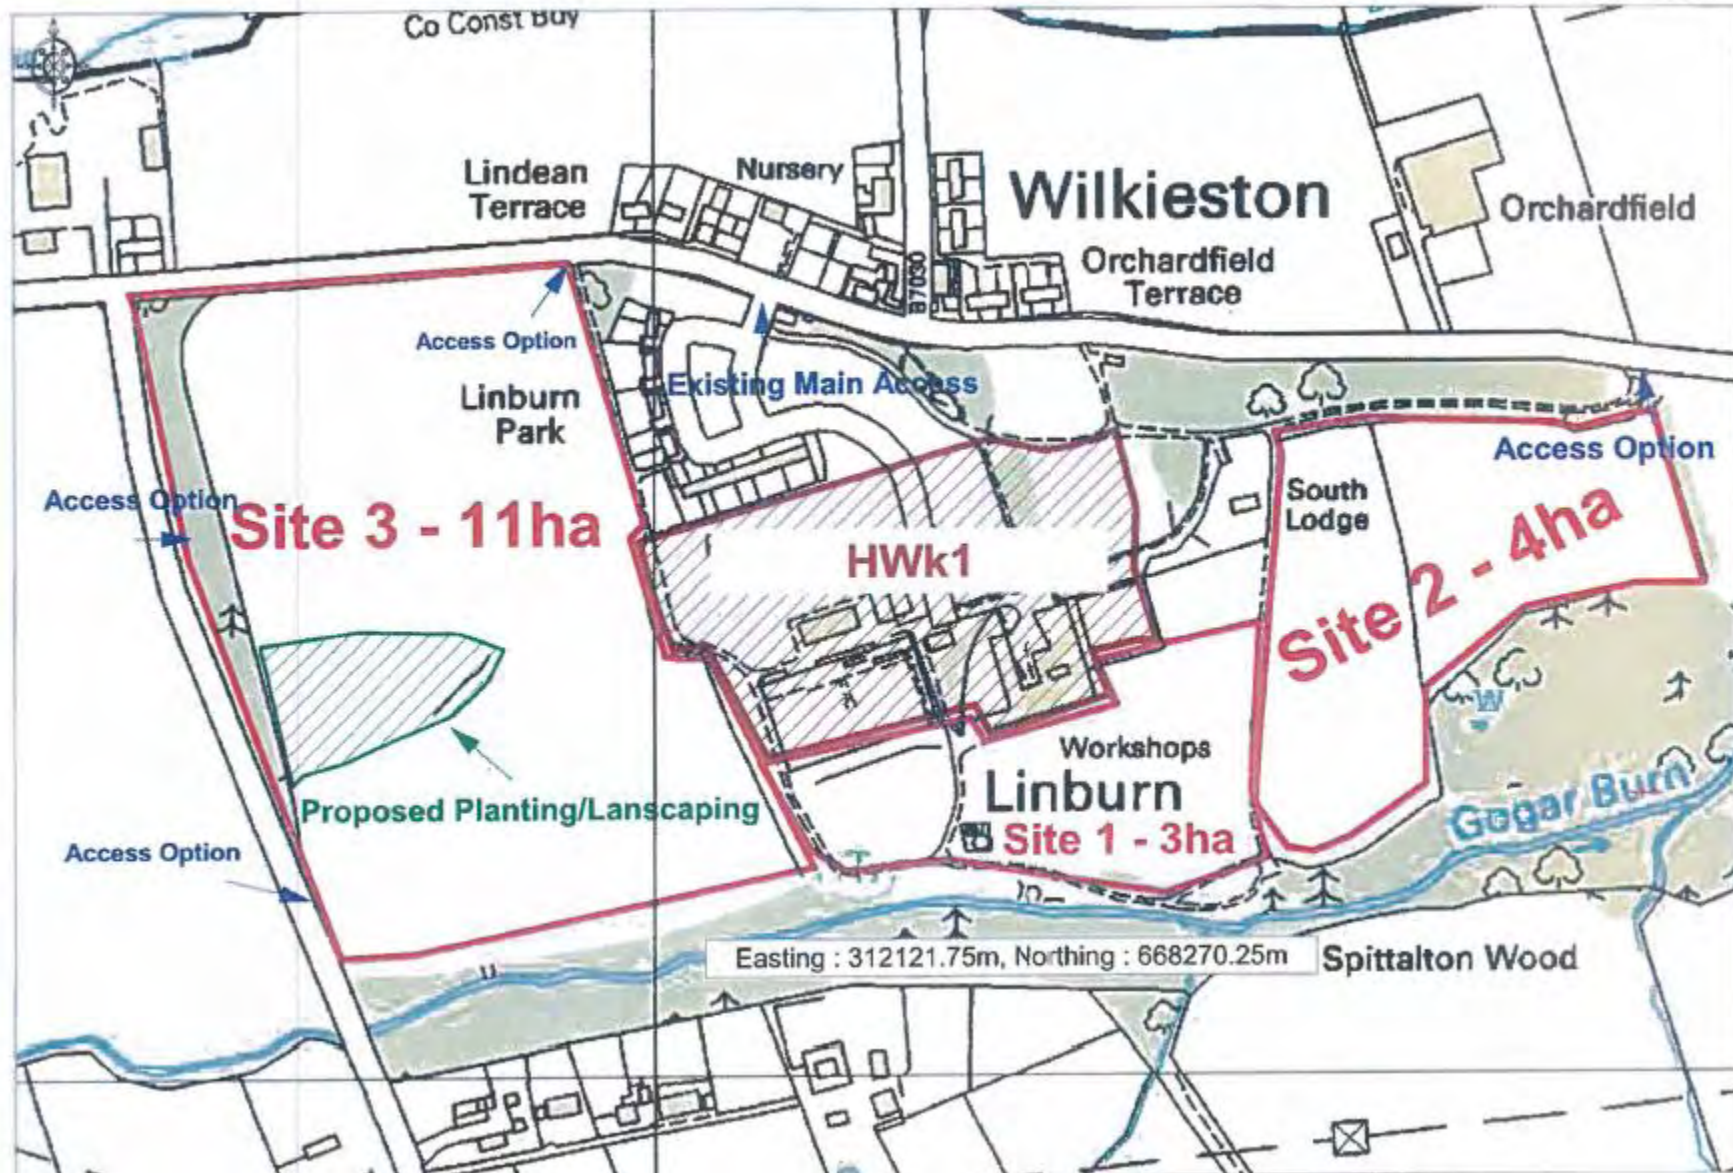 Co Const Bdy
Lindean
Terrace
Nursery
Wilkieston
Orchardfield
Orchardfield
Terrace
B7030
Access Option
Existing Main Access
Linburn
Park
Access Option
South
Lodge
Access Option
Site 3 - 11ha
HWk1
Site 2 - 4ha
W
Workshops
Linburn
Site 1 - 3ha
Gogar Burn
Proposed Planting/Lanscaping
Access Option
Easting : 312121.75m, Northing : 668270.25m
Spittalton Wood